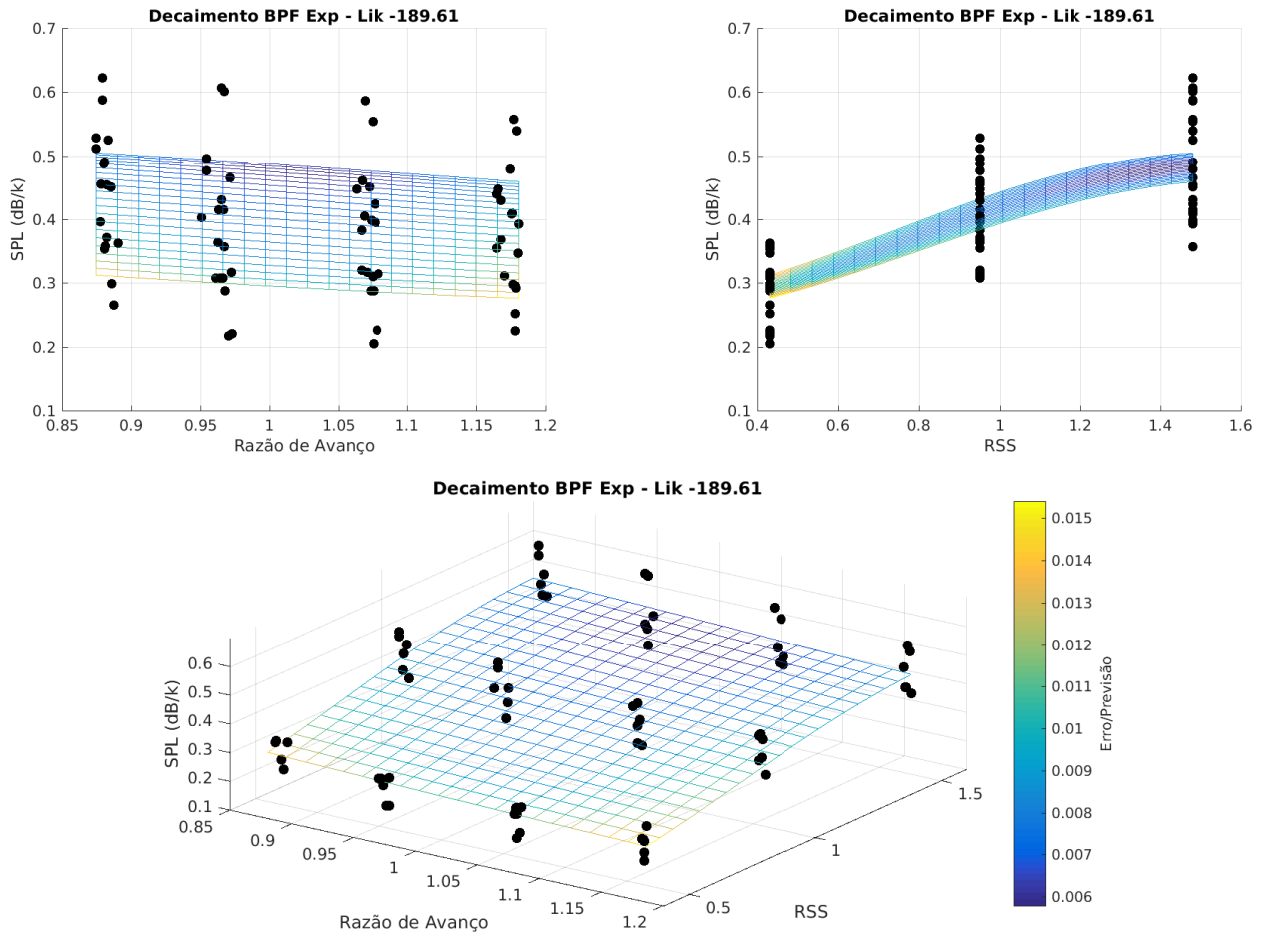 Decaimento BPF Exp - Lik -189.61
0.7
0.6
0.5
0.4
0.3
0.2
0.1
SPL (dB/k)
0.85 0.9 0.95 1 1.05 1.1 1.15 1.2
Razão de Avanço
Decaimento BPF Exp - Lik -189.61
0.7
0.6
0.5
0.4
0.3
0.2
0.1
SPL (dB/k)
0.4 0.6 0.8 1 1.2 1.4 1.6
RSS
Decaimento BPF Exp - Lik -189.61
0.6
0.5
0.4
0.3
0.2
0.1
SPL (dB/k)
0.85 0.9 0.95 1 1.05 1.1 1.15 1.2
Razão de Avanço
0.5 1 1.5
RSS
0.015
0.014
0.013
0.012
0.011
0.01
0.009
0.008
0.007
0.006
Erro/Previsão